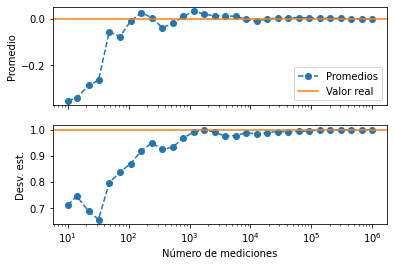 Promedio
0.0
−0.2
Promedios
Valor real
Desv. est.
1.0
0.9
0.8
0.7
10¹ 10² 10³ 10⁴ 10⁵ 10⁶
Número de mediciones